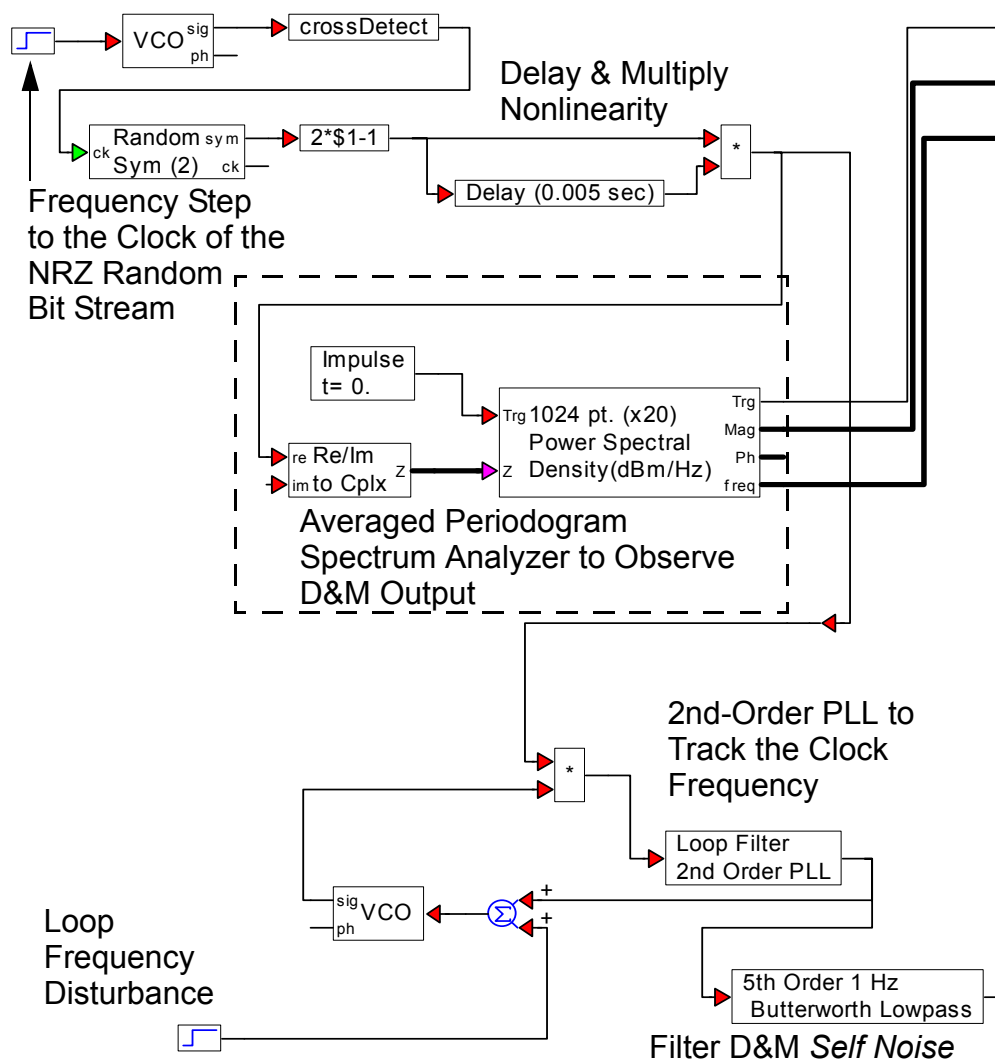 VCO
sig
ph
crossDetect
Delay & Multiply
Nonlinearity
ck
Random
Sym (2)
sym
ck
2*$1-1
*
Delay (0.005 sec)
Frequency Step
to the Clock of the
NRZ Random
Bit Stream
Impulse
t= 0.
Trg
Z
1024 pt. (x20)
Power Spectral
Density(dBm/Hz)
Trg
Mag
Ph
freq
re
im
Re/Im
to Cplx
Z
Averaged Periodogram
Spectrum Analyzer to Observe
D&M Output
2nd-Order PLL to
Track the Clock
Frequency
*
Loop Filter
2nd Order PLL
sig
ph
VCO
Σ
+
+
Loop
Frequency
Disturbance
5th Order 1 Hz
Butterworth Lowpass
Filter D&M Self Noise